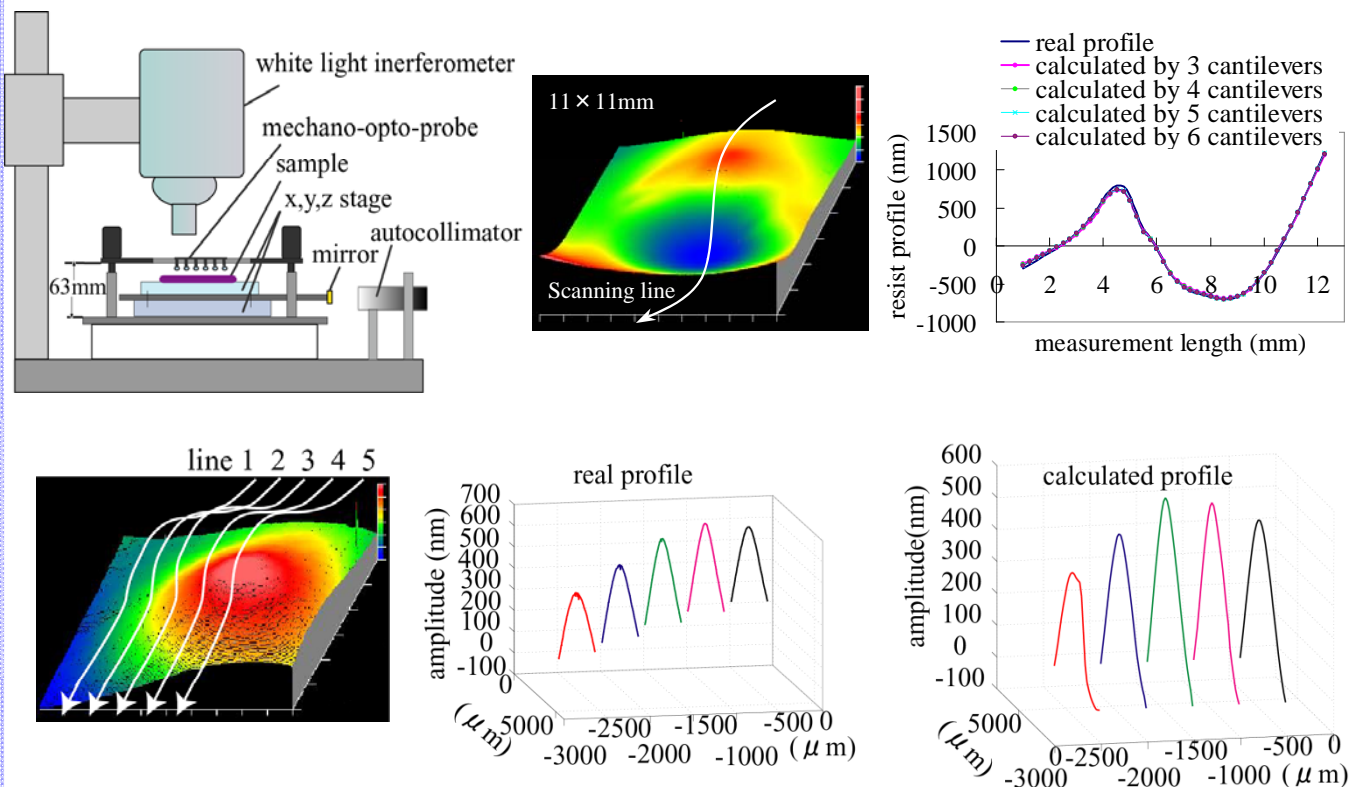 white light inerferometer
mechano-opto-probe
sample
x,y,z stage
autocollimator
mirror
63mm
11×11mm
Scanning line
real profile
calculated by 3 cantilevers
calculated by 4 cantilevers
calculated by 5 cantilevers
calculated by 6 cantilevers
1500
1000
500
0
-500
-1000
resist profile (nm)
0 2 4 6 8 10 12
measurement length (mm)
line 1 2 3 4 5
real profile
700
600
500
400
300
200
100
0
-100
amplitude (nm)
0
5000
(μm)
-3000
-2500
-2000
-1500
-1000
-500
0
(μm)
calculated profile
600
500
400
300
200
100
0
-100
amplitude(nm)
5000
0
(μm)
-3000
-2500
-2000
-1500
-1000
-500
0
(μm)